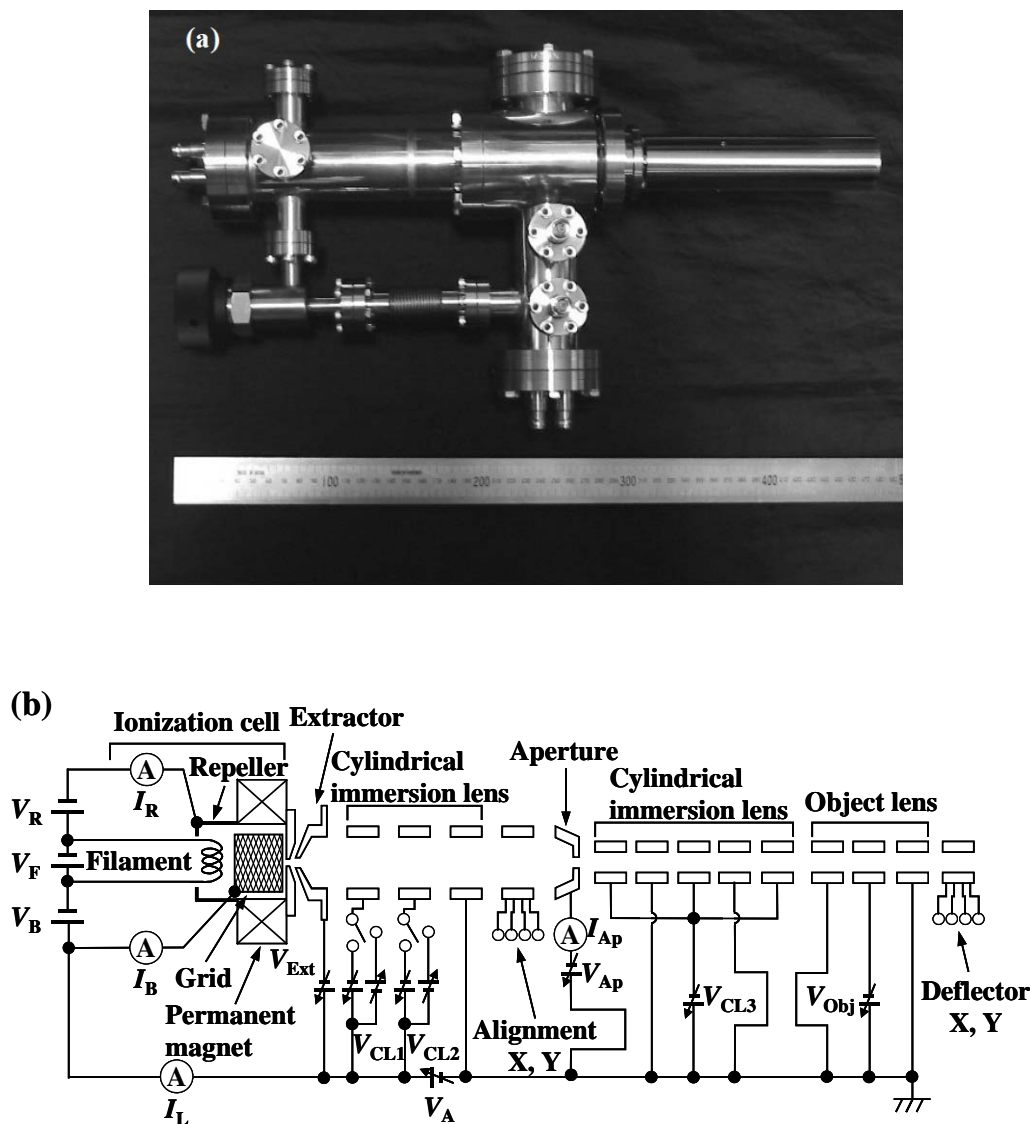 (a)
100
200
300
400
(b)
Ionization cell
Extractor
Repeller
Cylindrical
immersion lens
Aperture
Cylindrical
immersion lens
Object lens
A
I_R
V_R
V_F
Filament
V_B
A
I_B
Grid
Permanent
magnet
V_Ext
V_CL1
V_CL2
Alignment
X, Y
A
I_Ap
V_Ap
V_CL3
V_Obj
Deflector
X, Y
A
I_L
V_A